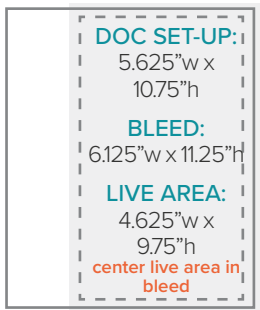 DOC SET-UP:
5.625”w x
10.75”h
BLEED:
6.125”w x 11.25”h
LIVE AREA:
4.625”w x
9.75”h
center live area in
bleed